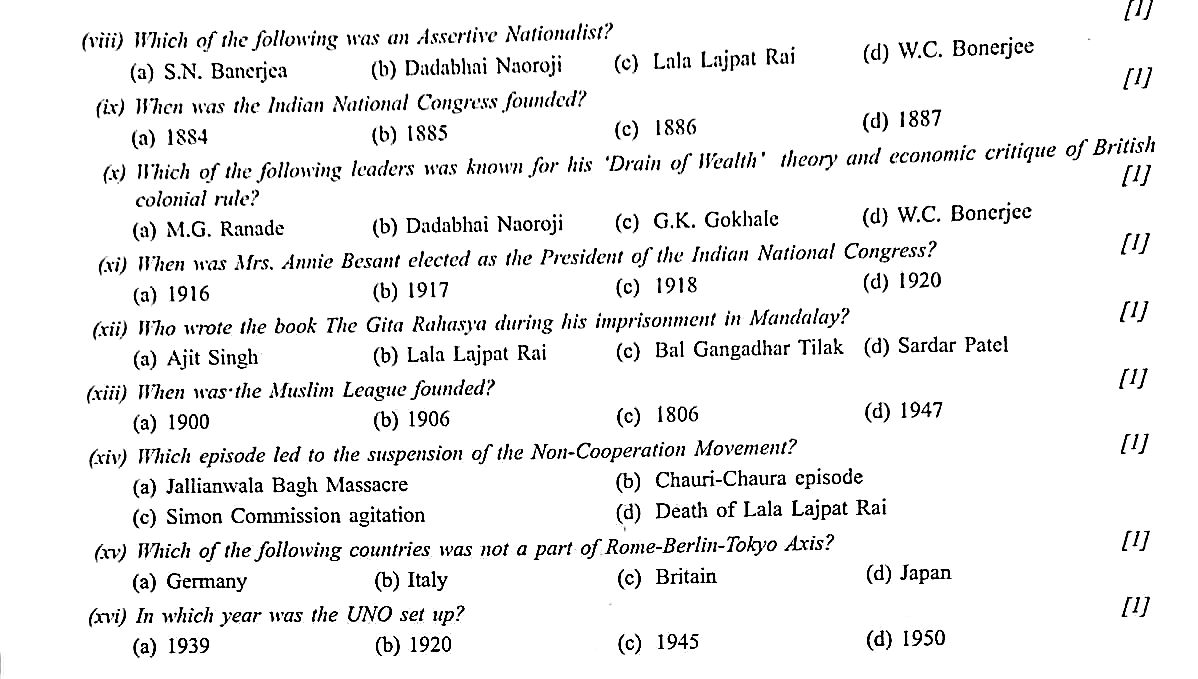 [1]
(viii) Which of the following was an Assertive Nationalist?
(a) S.N. Banerjea (b) Dadabhai Naoroji (c) Lala Lajpat Rai (d) W.C. Bonerjee
[1]
(ix) When was the Indian National Congress founded?
(a) 1884 (b) 1885 (c) 1886 (d) 1887
(x) Which of the following leaders was known for his 'Drain of Wealth' theory and economic critique of British
colonial rule? [1]
(a) M.G. Ranade (b) Dadabhai Naoroji (c) G.K. Gokhale (d) W.C. Bonerjee
(xi) When was Mrs. Annie Besant elected as the President of the Indian National Congress? [1]
(a) 1916 (b) 1917 (c) 1918 (d) 1920
(xii) Who wrote the book The Gita Rahasya during his imprisonment in Mandalay? [1]
(a) Ajit Singh (b) Lala Lajpat Rai (c) Bal Gangadhar Tilak (d) Sardar Patel
(xiii) When was the Muslim League founded? [1]
(a) 1900 (b) 1906 (c) 1806 (d) 1947
(xiv) Which episode led to the suspension of the Non-Cooperation Movement? [1]
(a) Jallianwala Bagh Massacre (b) Chauri-Chaura episode
(c) Simon Commission agitation (d) Death of Lala Lajpat Rai
(xv) Which of the following countries was not a part of Rome-Berlin-Tokyo Axis? [1]
(a) Germany (b) Italy (c) Britain (d) Japan
(xvi) In which year was the UNO set up? [1]
(a) 1939 (b) 1920 (c) 1945 (d) 1950